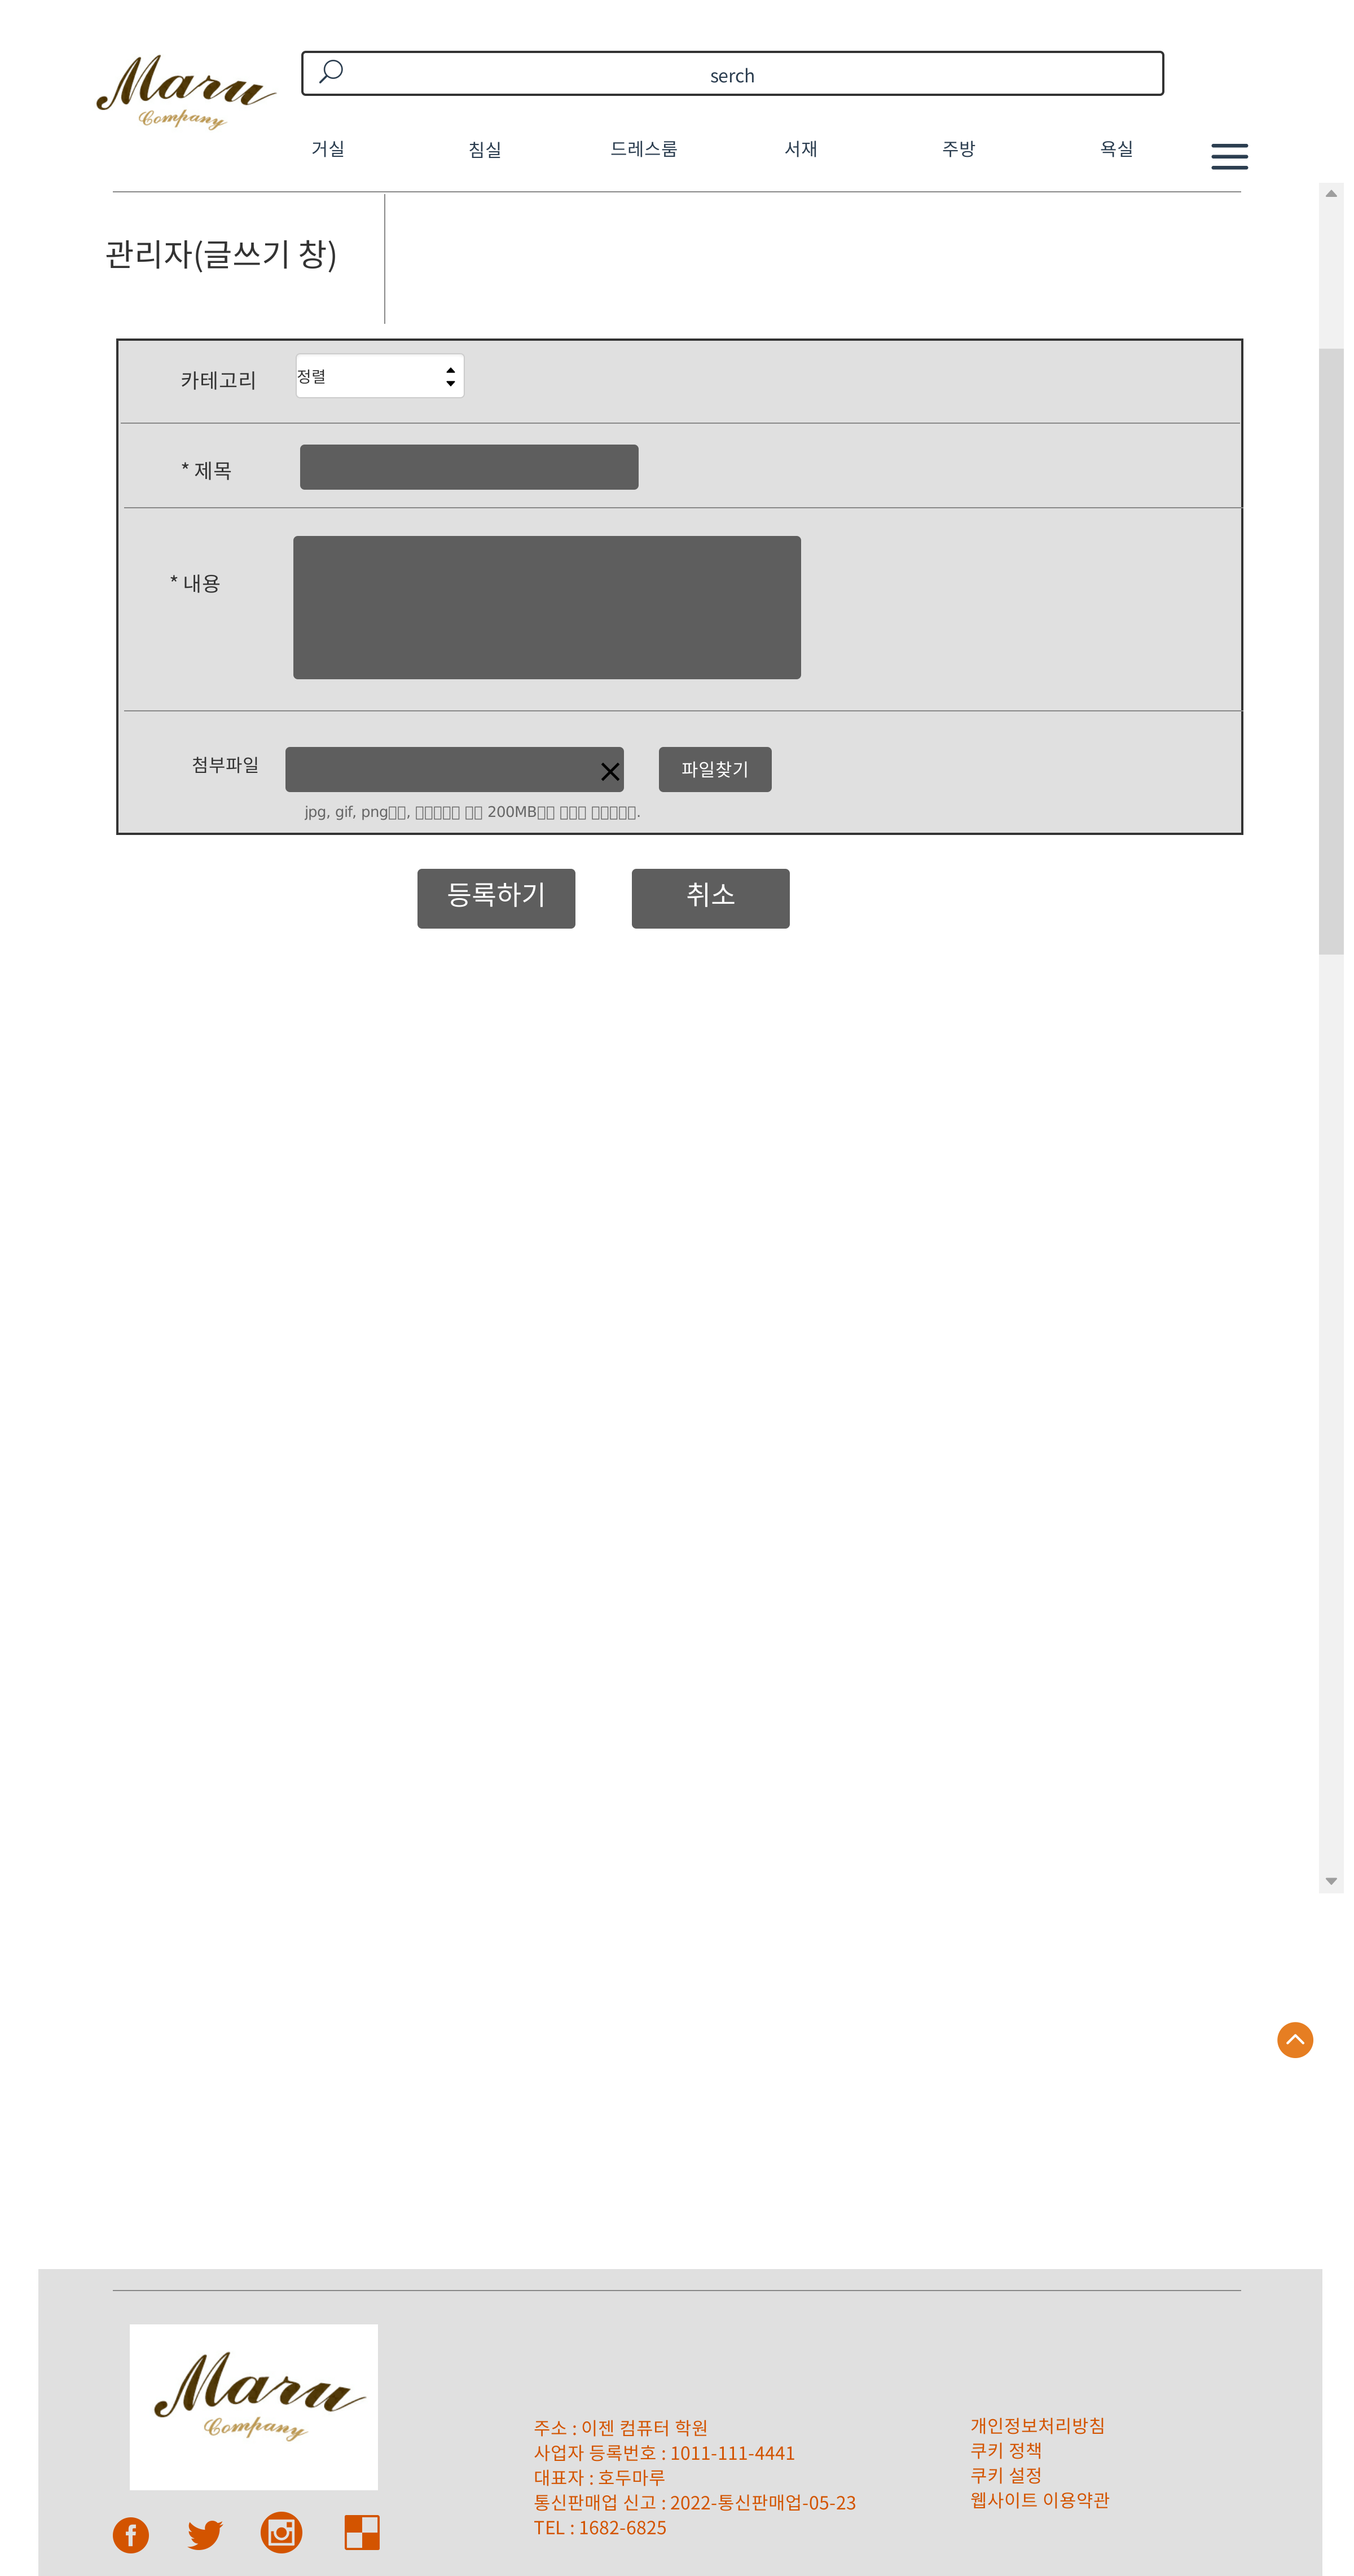 Maru
Company
serch
거실 침실 드레스룸 서재 주방 욕실
관리자(글쓰기 창)
카테고리 정렬
* 제목
* 내용
첨부파일 파일찾기
jpg, gif, png, 200MB .
등록하기 취소
Maru
Company
주소 : 이젠 컴퓨터 학원
사업자 등록번호 : 1011-111-4441
대표자 : 호두마루
통신판매업 신고 : 2022-통신판매업-05-23
TEL : 1682-6825
개인정보처리방침
쿠키 정책
쿠키 설정
웹사이트 이용약관